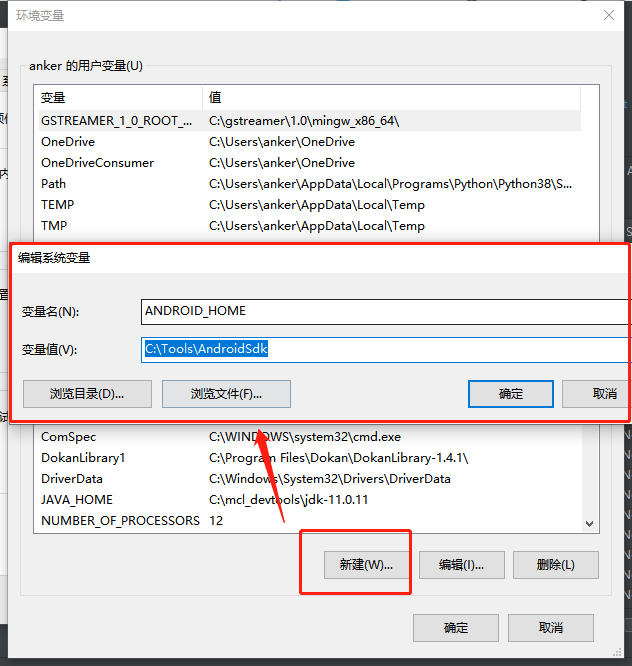 环境变量
anker 的用户变量(U)
变量 值
GSTREAMER_1_0_ROOT_... C:\gstreamer\1.0\mingw_x86_64\
OneDrive C:\Users\anker\OneDrive
OneDriveConsumer C:\Users\anker\OneDrive
Path C:\Users\anker\AppData\Local\Programs\Python\Python38\S...
TEMP C:\Users\anker\AppData\Local\Temp
TMP C:\Users\anker\AppData\Local\Temp
编辑系统变量
变量名(N): ANDROID_HOME
变量值(V): C:\Tools\AndroidSdk
浏览目录(D)... 浏览文件(F)... 确定 取消
ComSpec C:\WINDOWS\system32\cmd.exe
DokanLibrary1 C:\Program Files\Dokan\DokanLibrary-1.4.1\
DriverData C:\Windows\System32\Drivers\DriverData
JAVA_HOME C:\mcl_devtools\jdk-11.0.11
NUMBER_OF_PROCESSORS 12
新建(W)... 编辑(I)... 删除(L)
确定 取消